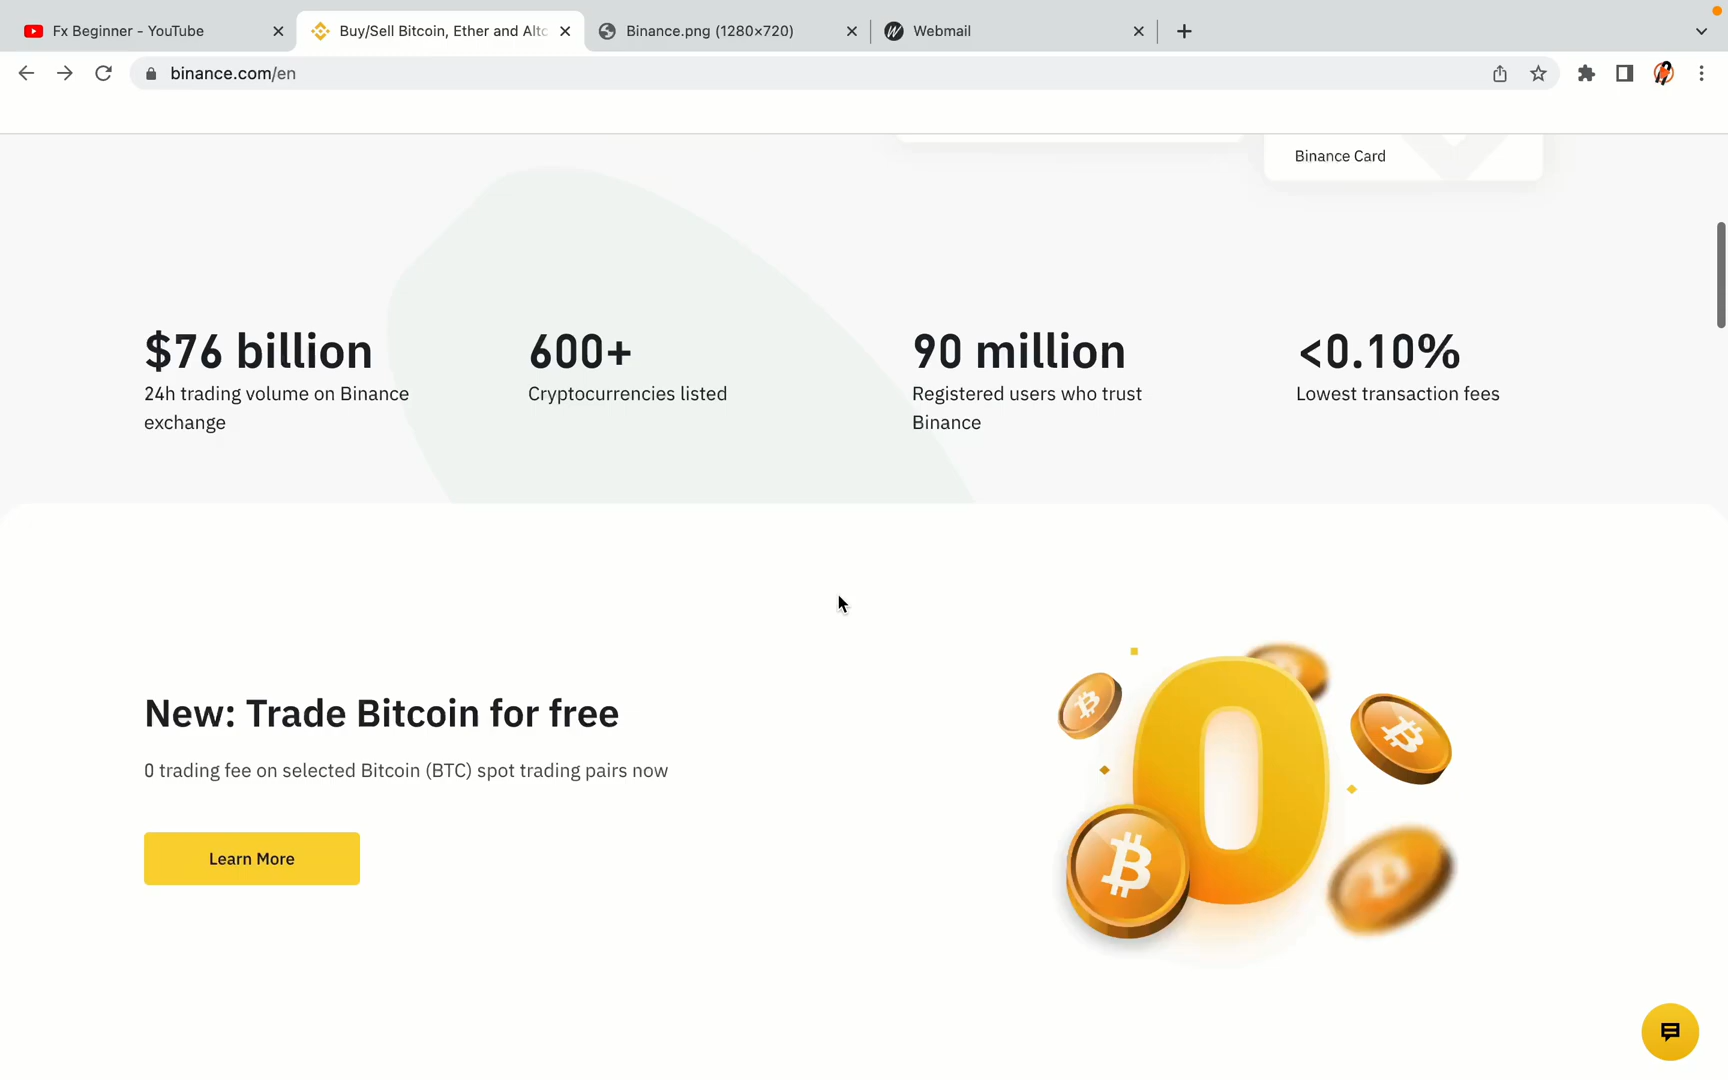 Fx Beginner - YouTube
Buy/Sell Bitcoin, Ether and Altc
Binance.png (1280×720)
Webmail
binance.com/en
Binance Card
$76 billion
24h trading volume on Binance
exchange
600+
Cryptocurrencies listed
90 million
Registered users who trust
Binance
<0.10%
Lowest transaction fees
New: Trade Bitcoin for free
0 trading fee on selected Bitcoin (BTC) spot trading pairs now
Learn More
0